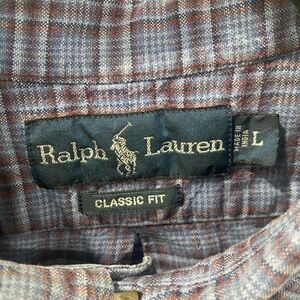 Ralph Lauren
MADE IN
INDIA
L
CLASSIC FIT